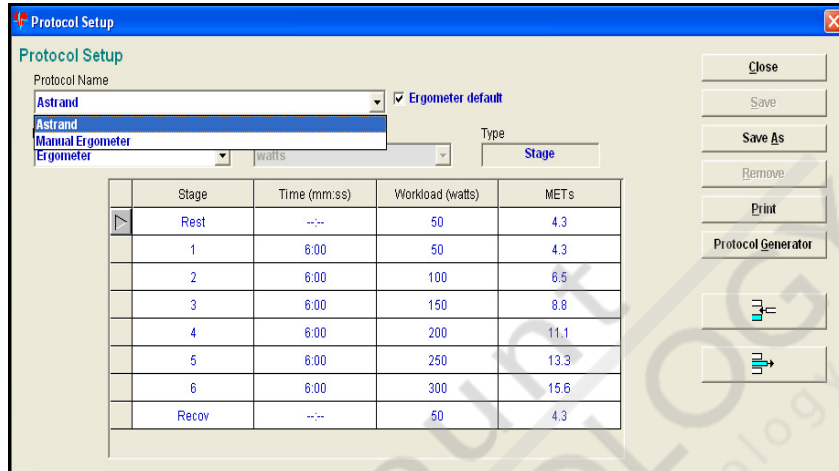 Protocol Setup
Protocol Setup
Protocol Name
Astrand
Ergometer default
Astrand
Manual Ergometer
Type
Ergometer
watts
Stage
Close
Save
Save As
Remove
Print
Protocol Generator
Stage Time (mm:ss) Workload (watts) METs
Rest --:-- 50 4.3
1 6:00 50 4.3
2 6:00 100 6.5
3 6:00 150 8.8
4 6:00 200 11.1
5 6:00 250 13.3
6 6:00 300 15.6
Recov --:-- 50 4.3